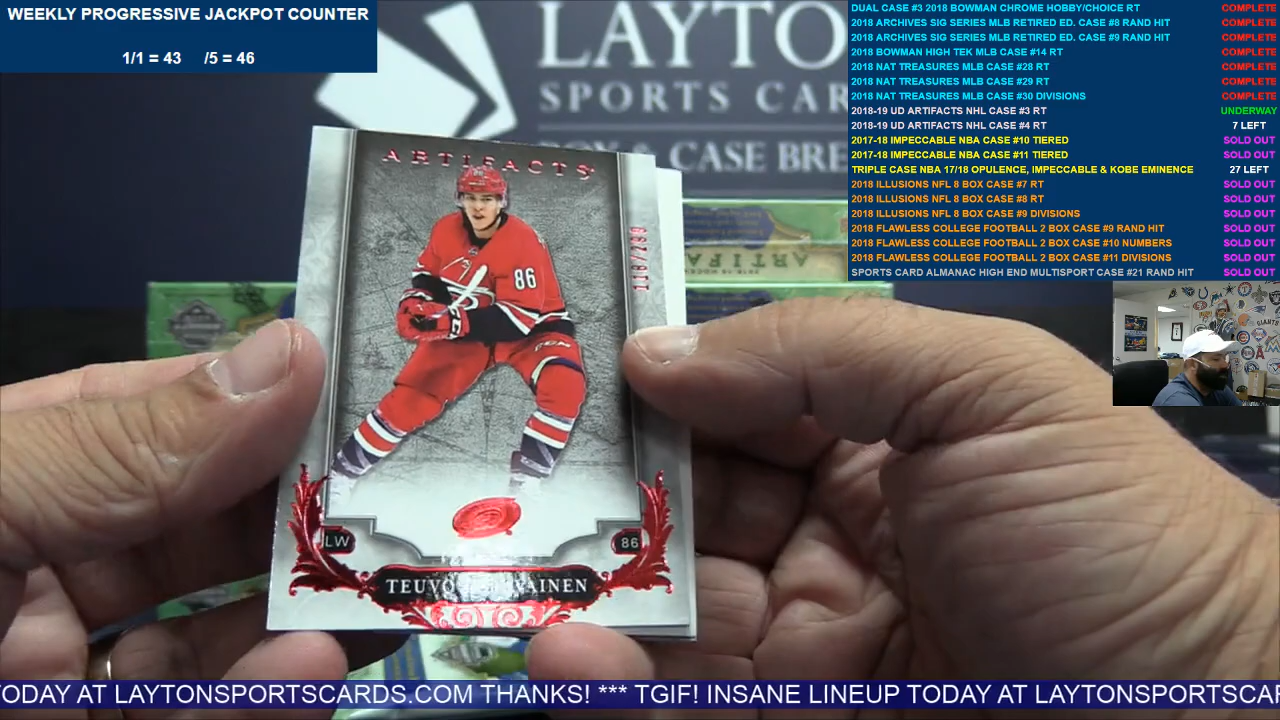 WEEKLY PROGRESSIVE JACKPOT COUNTER
1/1 = 43 /5 = 46
LAYTO
SPORTS CAR
& CASE BRE
DUAL CASE #3 2018 BOWMAN CHROME HOBBY/CHOICE RT COMPLETE
2018 ARCHIVES SIG SERIES MLB RETIRED ED. CASE #8 RAND HIT COMPLETE
2018 ARCHIVES SIG SERIES MLB RETIRED ED. CASE #9 RAND HIT COMPLETE
2018 BOWMAN HIGH TEK MLB CASE #14 RT COMPLETE
2018 NAT TREASURES MLB CASE #28 RT COMPLETE
2018 NAT TREASURES MLB CASE #29 RT COMPLETE
2018 NAT TREASURES MLB CASE #30 DIVISIONS COMPLETE
2018-19 UD ARTIFACTS NHL CASE #3 RT UNDERWAY
2018-19 UD ARTIFACTS NHL CASE #4 RT 7 LEFT
2017-18 IMPECCABLE NBA CASE #10 TIERED SOLD OUT
2017-18 IMPECCABLE NBA CASE #11 TIERED SOLD OUT
TRIPLE CASE NBA 17/18 OPULENCE, IMPECCABLE & KOBE EMINENCE 27 LEFT
2018 ILLUSIONS NFL 8 BOX CASE #7 RT SOLD OUT
2018 ILLUSIONS NFL 8 BOX CASE #8 RT SOLD OUT
2018 ILLUSIONS NFL 8 BOX CASE #9 DIVISIONS SOLD OUT
2018 FLAWLESS COLLEGE FOOTBALL 2 BOX CASE #9 RAND HIT SOLD OUT
2018 FLAWLESS COLLEGE FOOTBALL 2 BOX CASE #10 NUMBERS SOLD OUT
2018 FLAWLESS COLLEGE FOOTBALL 2 BOX CASE #11 DIVISIONS SOLD OUT
SPORTS CARD ALMANAC HIGH END MULTISPORT CASE #21 RAND HIT SOLD OUT
ARTIFACTS
86
LW
86
TEUVO
TODAY AT LAYTONSPORTSCARDS.COM THANKS! *** TGIF! INSANE LINEUP TODAY AT LAYTONSPORTSCAR